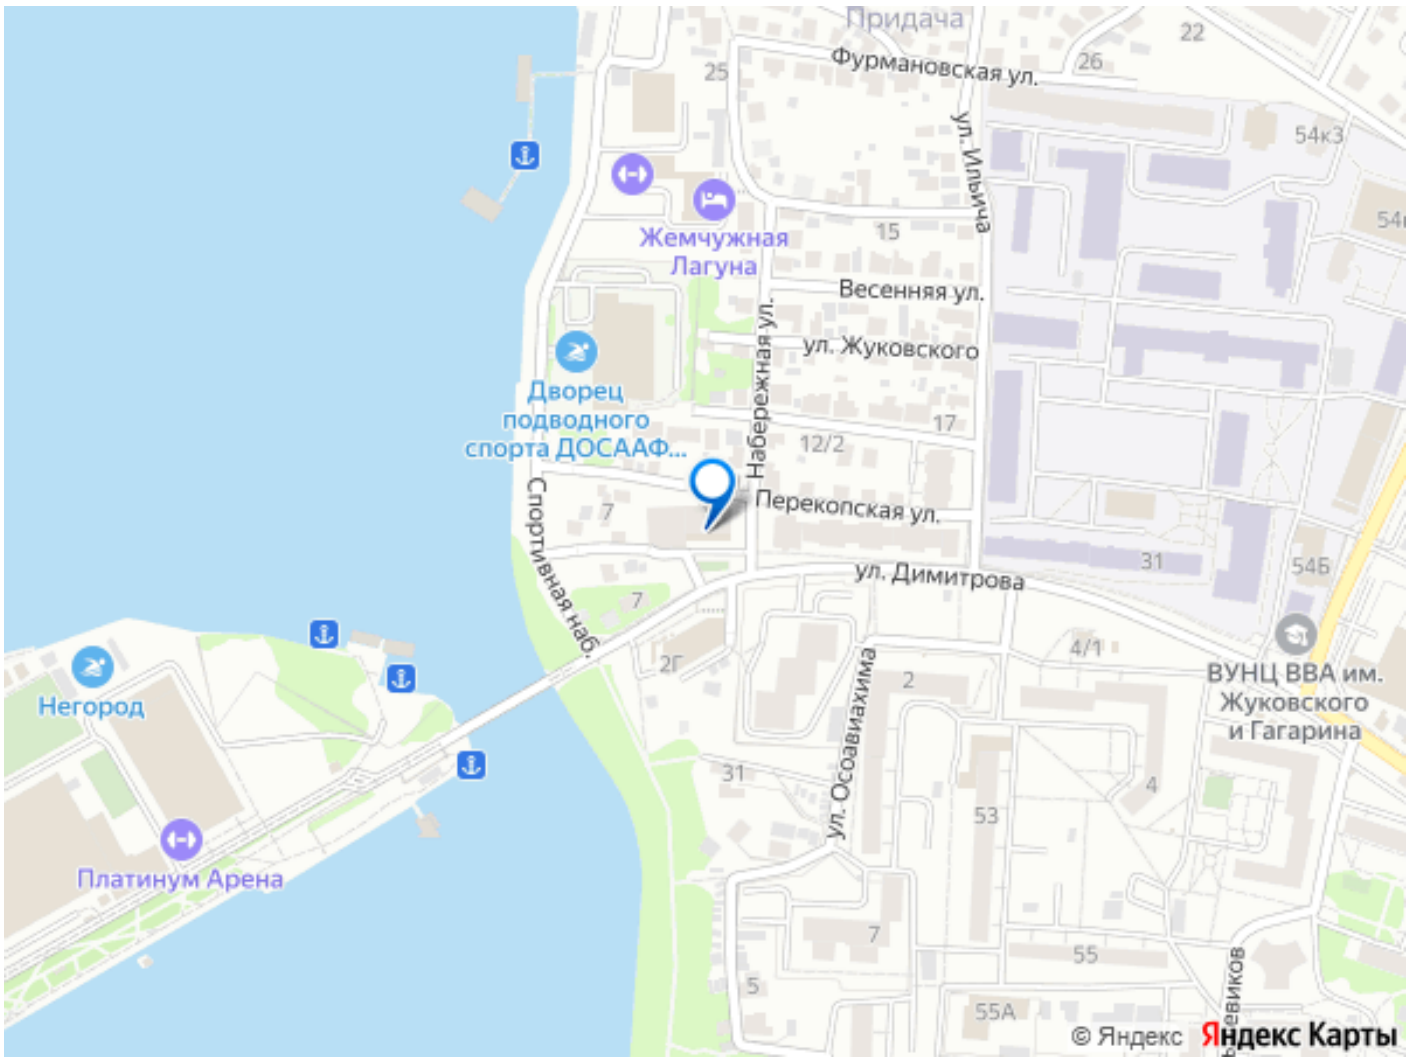 Придача
22
Фурмановская ул.
26
25
ул. Ильича
54к3
Жемчужная
Лагуна
15
Весенняя ул.
Набережная ул.
ул. Жуковского
Дворец
подводного
спорта ДОСААФ...
17
12/2
Спортивная наб.
7
Перекопская ул.
31
54Б
ул. Димитрова
7
4/1
2Г
ул. Осоавиахима
2
ВУНЦ ВВА им.
Жуковского
и Гагарина
Негород
31
4
53
Платинум Арена
7
55
5
55А
© Яндекс Яндекс Карты